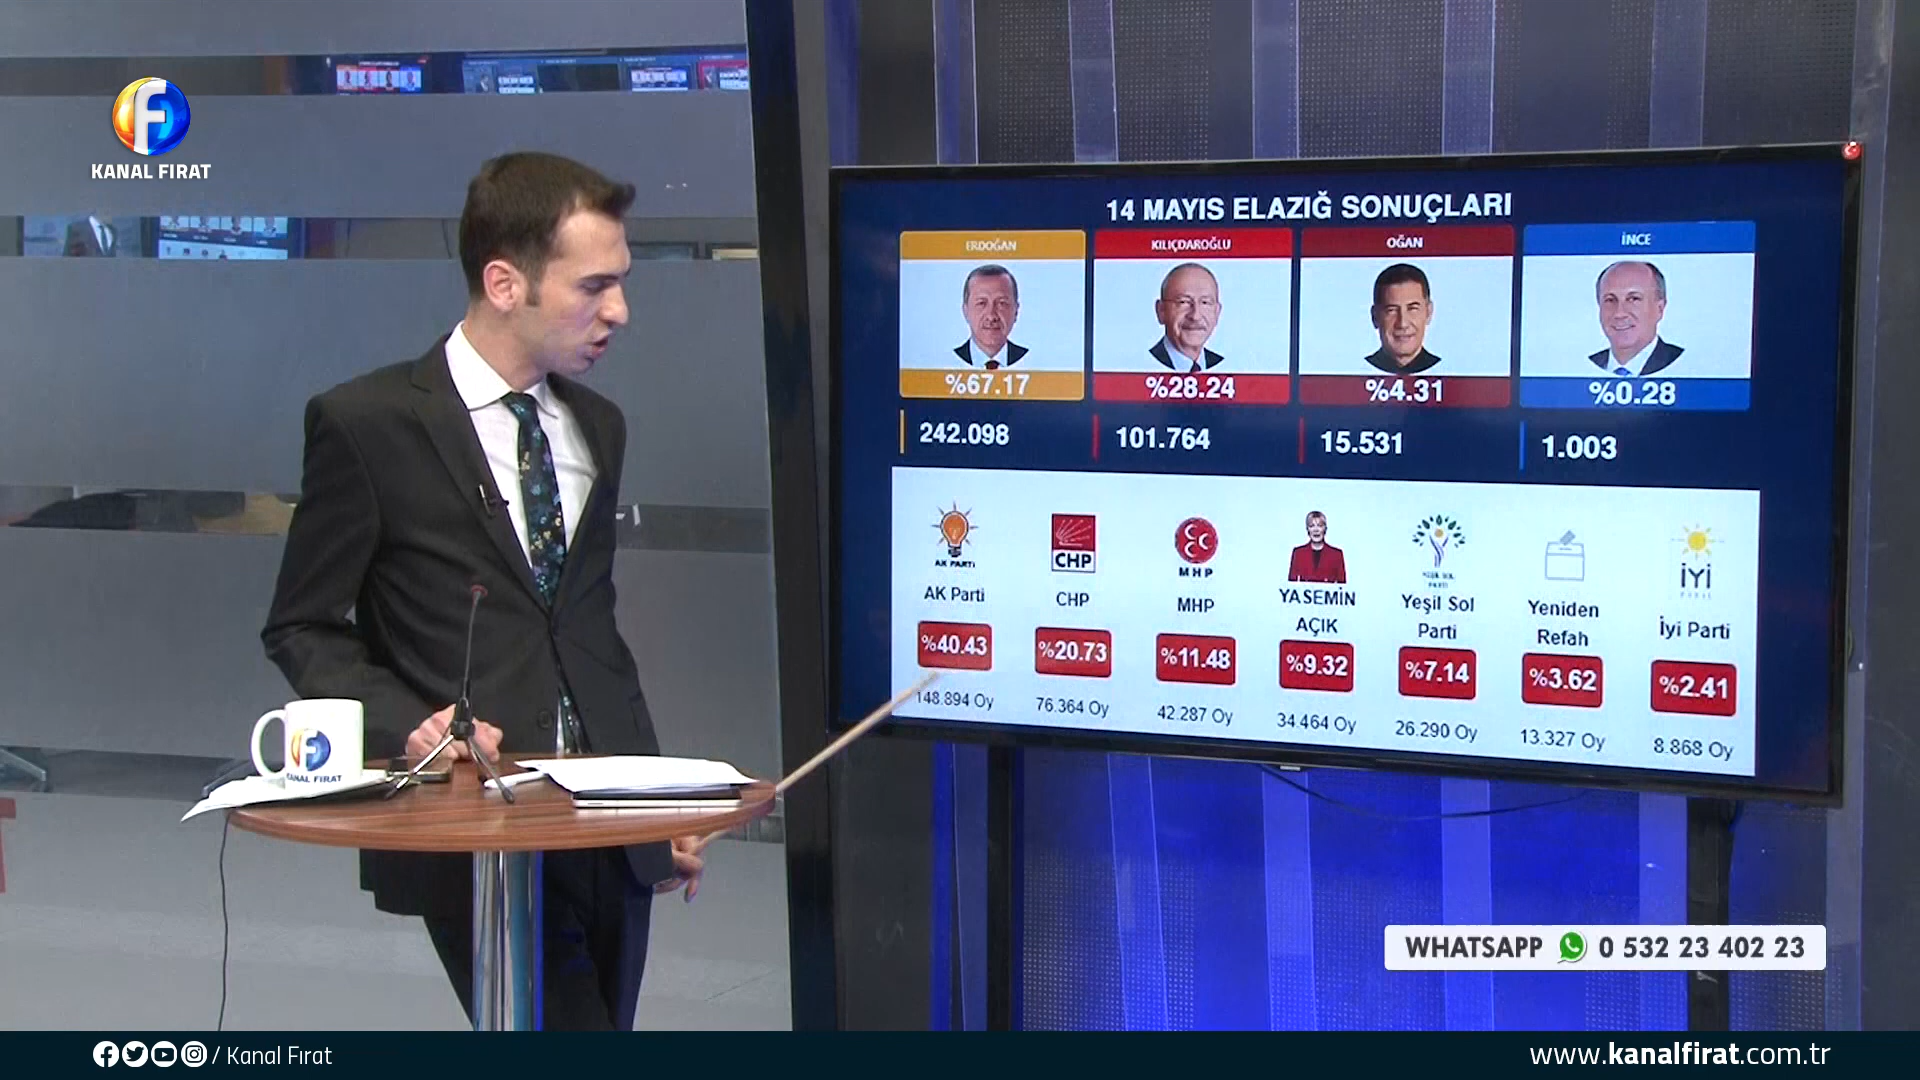 KANAL FIRAT
14 MAYIS ELAZIĞ SONUÇLARI
ERDOĞAN
KILIÇDAROĞLU
OĞAN
İNCE
%67.17
%28.24
%4.31
%0.28
242.098
101.764
15.531
1.003
AK PARTİ
CHP
MHP
İYİ
AK Parti
CHP
MHP
YASEMİN
AÇIK
Yeşil Sol
Parti
Yeniden
Refah
İyi Parti
%40.43
%20.73
%11.48
%9.32
%7.14
%3.62
%2.41
148.894 Oy
76.364 Oy
42.287 Oy
34.464 Oy
26.290 Oy
13.327 Oy
8.868 Oy
KANAL FIRAT
WHATSAPP 0 532 23 402 23
/ Kanal Fırat
www.kanalfirat.com.tr